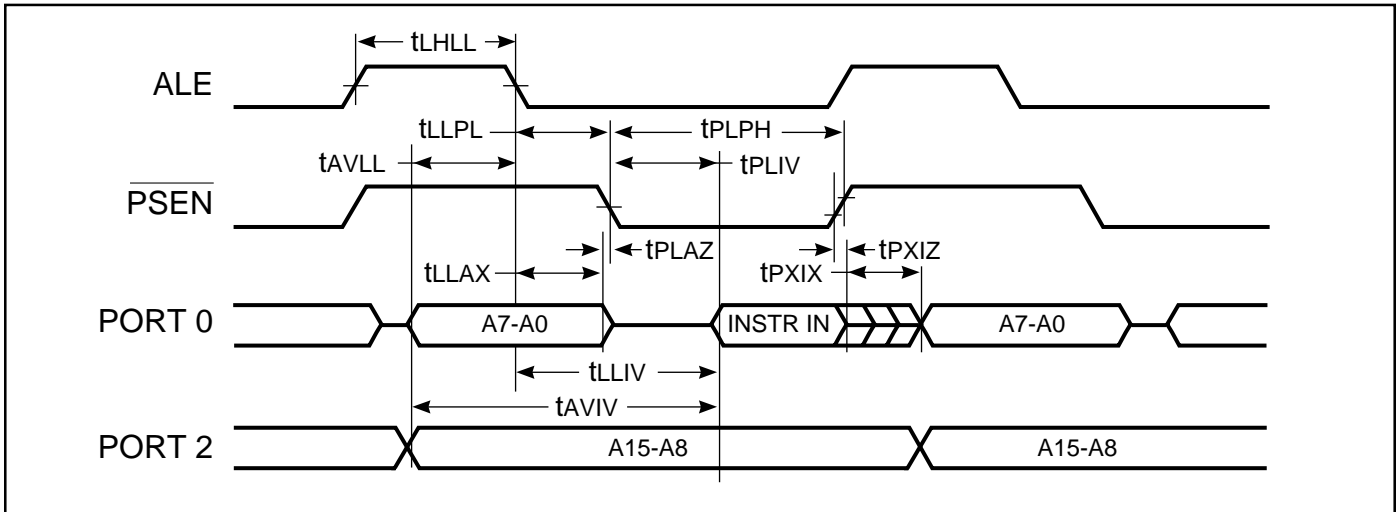 tLHLL
ALE
tLLPL
tPLPH
tAVLL
tPLIV
PSEN
tPLAZ
tPXIZ
tLLAX
tPXIX
PORT 0
A7-A0
INSTR IN
A7-A0
tLLIV
tAVIV
PORT 2
A15-A8
A15-A8